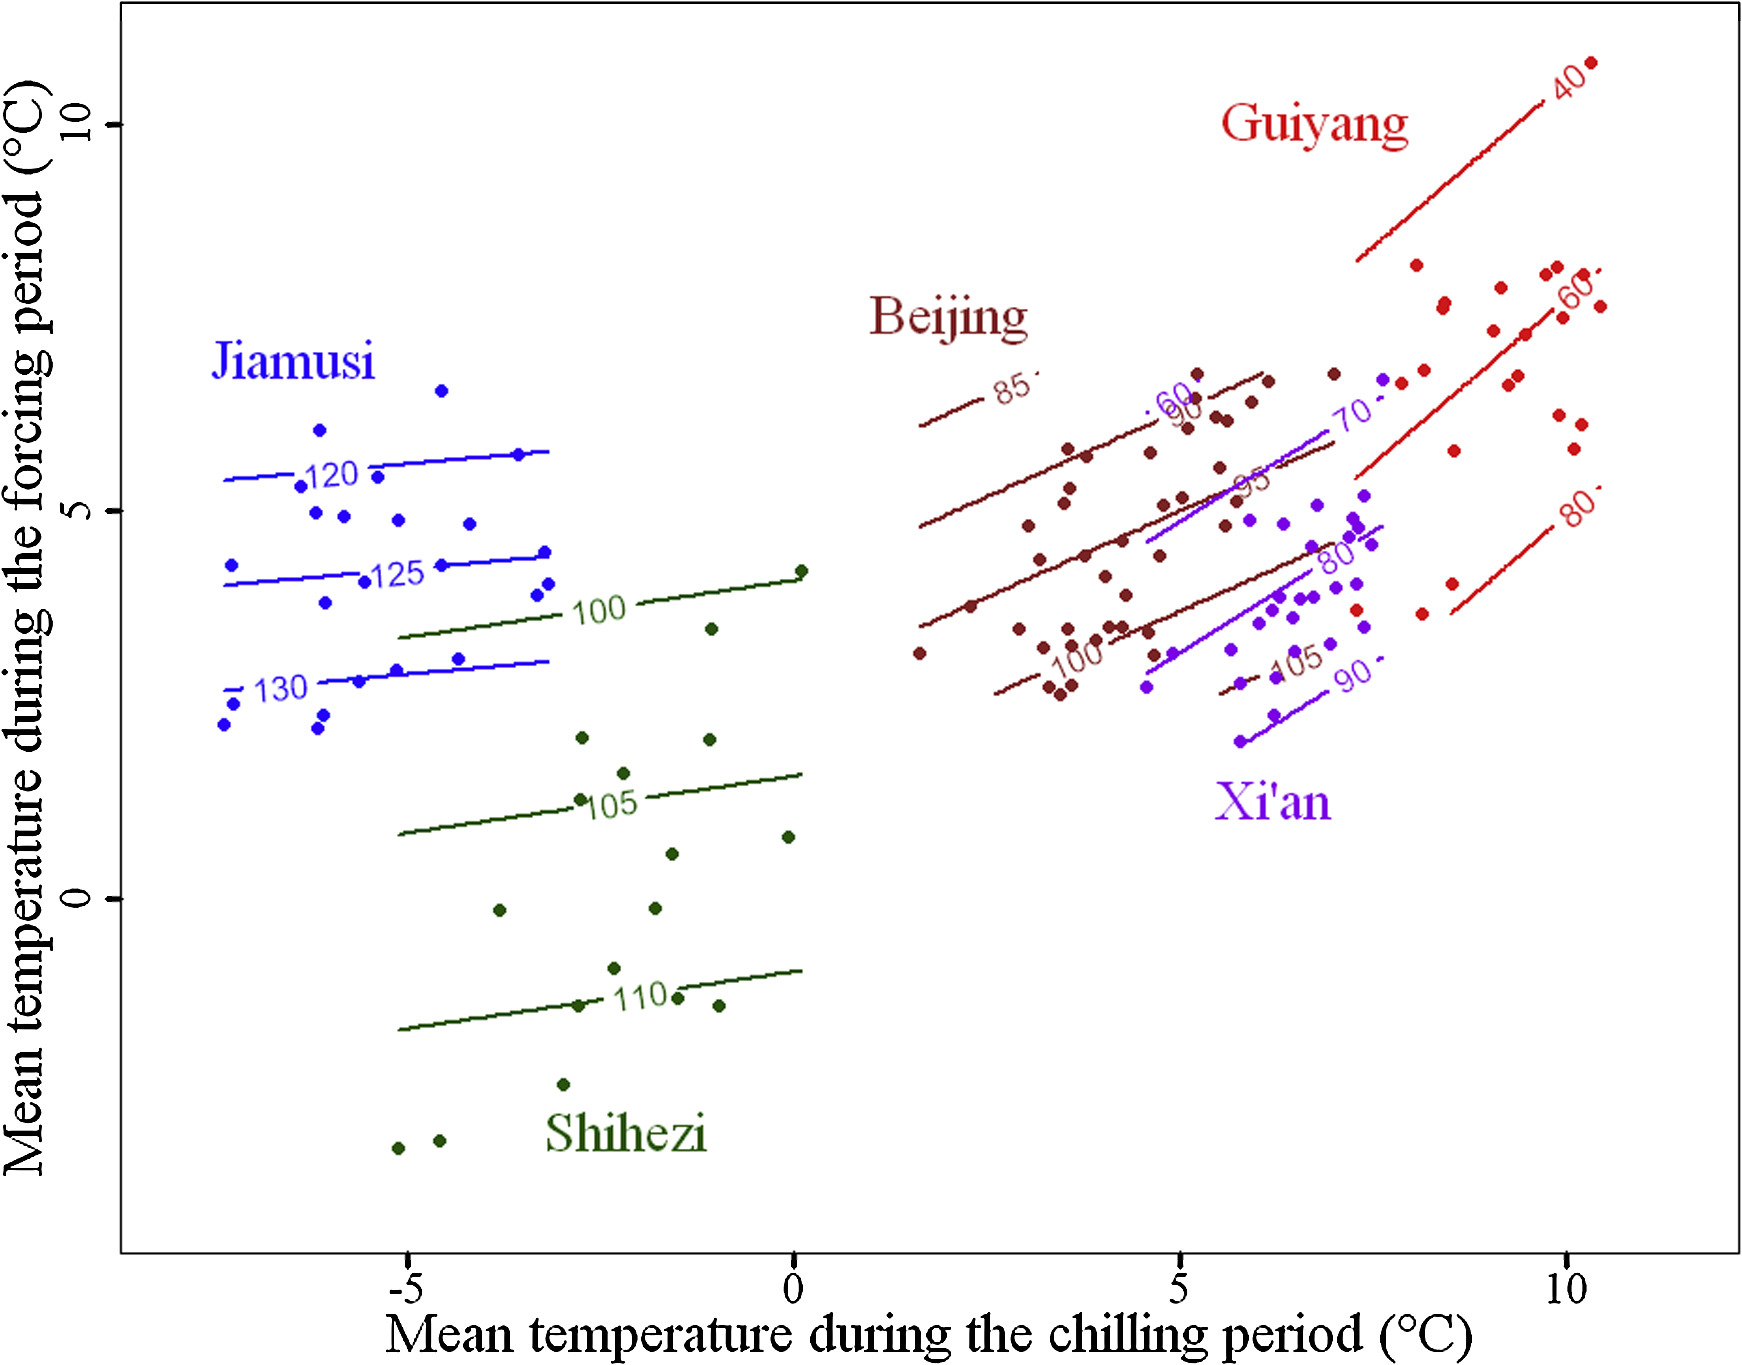 Mean temperature during the forcing period (°C)
10
5
0
Guiyang
40
60
80
Beijing
85
90
95
100
105
Jiamusi
120
125
130
60
70
80
90
Xi'an
100
105
110
Shihezi
-5 0 5 10
Mean temperature during the chilling period (°C)